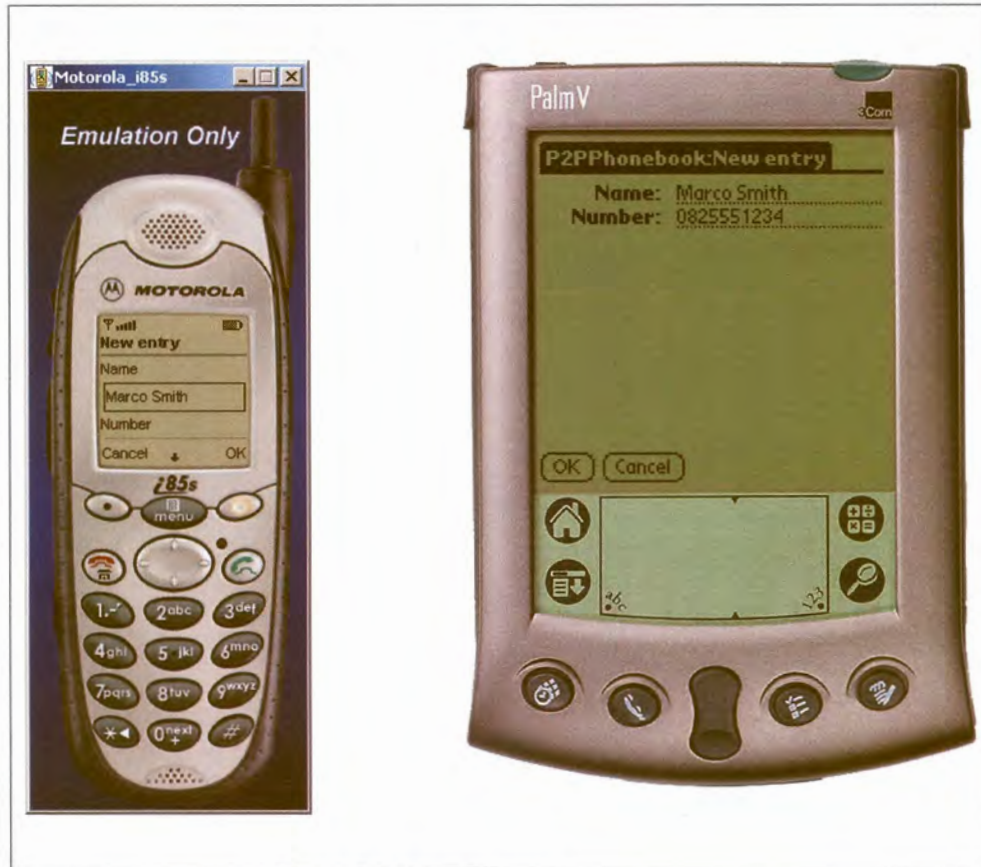 Motorola_i85s
Emulation Only
MOTOROLA
New entry
Name
Marco Smith
Number
Cancel OK
i85s
menu
1.-'
2abc
3def
4ghi
5 jkl
6mno
7pqrs
8tuv
9wxyz
*
0next
+
#
PalmV
3Com
P2PPhonebook:New entry
Name: Marco Smith
Number: 0825551234
OK Cancel
abc 123